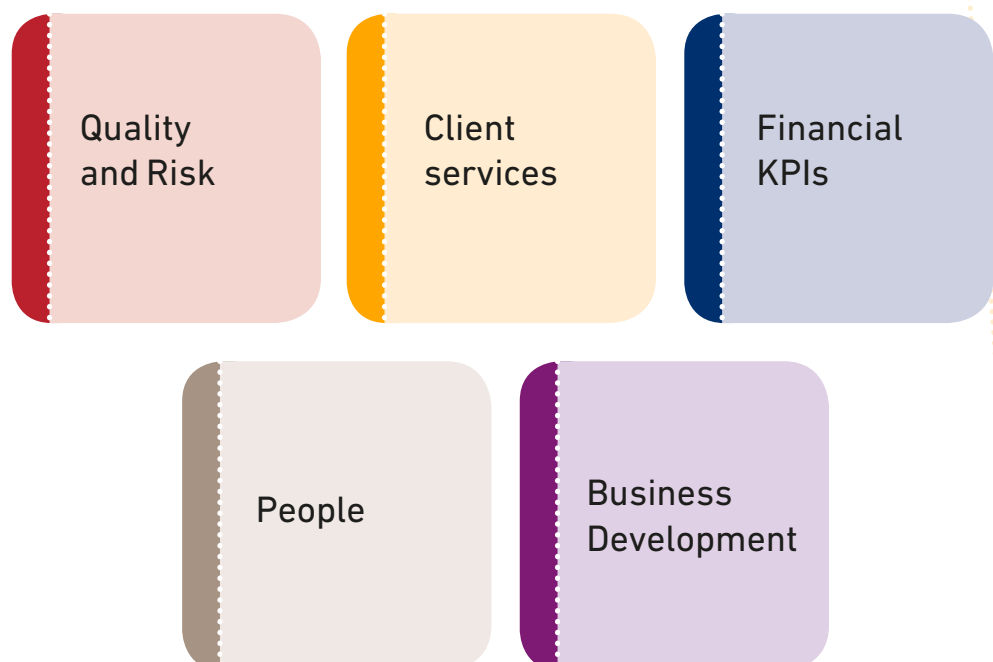 Quality
and Risk
Client
services
Financial
KPIs
People
Business
Development